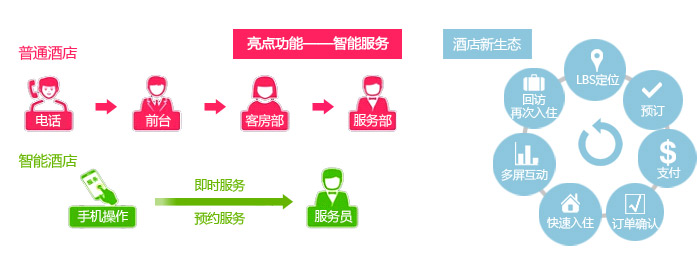 亮点功能——智能服务
普通酒店
电话
前台
客房部
服务部
智能酒店
手机操作
即时服务
预约服务
服务员
酒店新生态
LBS定位
预订
$
支付
订单确认
快速入住
多屏互动
回访
再次入住